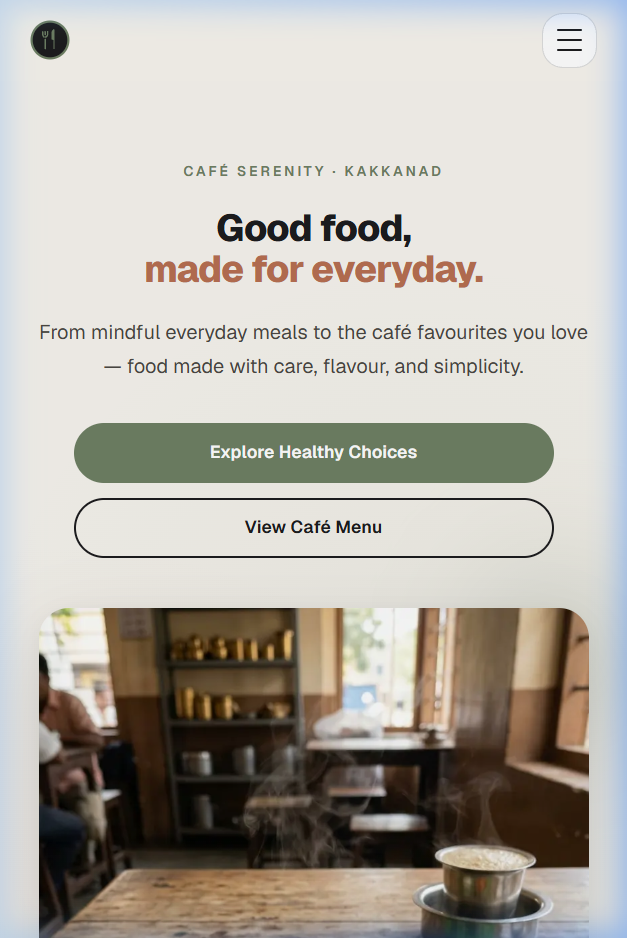 CAFÉ SERENITY · KAKKANAD
Good food,
made for everyday.
From mindful everyday meals to the café favourites you love
— food made with care, flavour, and simplicity.
Explore Healthy Choices
View Café Menu